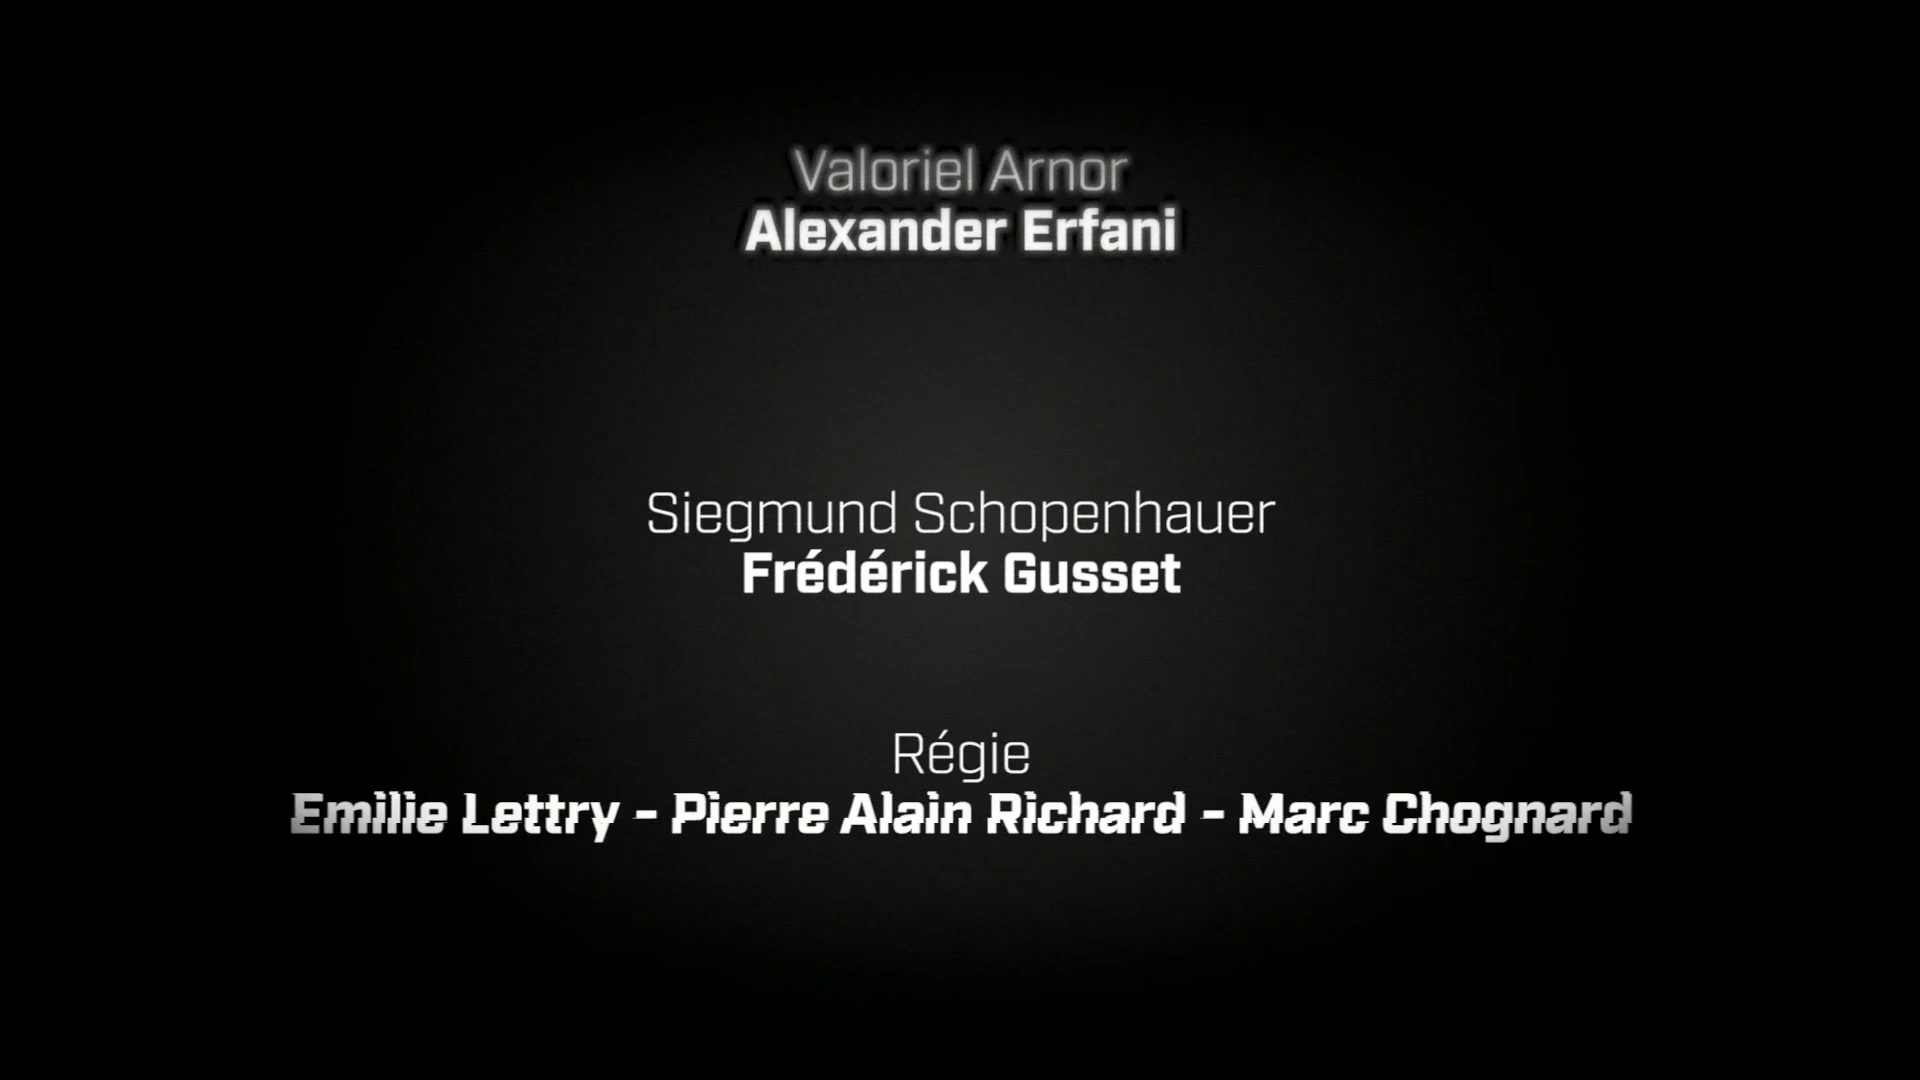 Valoriel Arnor
Alexander Erfani
Siegmund Schopenhauer
Frédérick Gusset
Régie
Emilie Lettry - Pierre Alain Richard - Marc Chognard